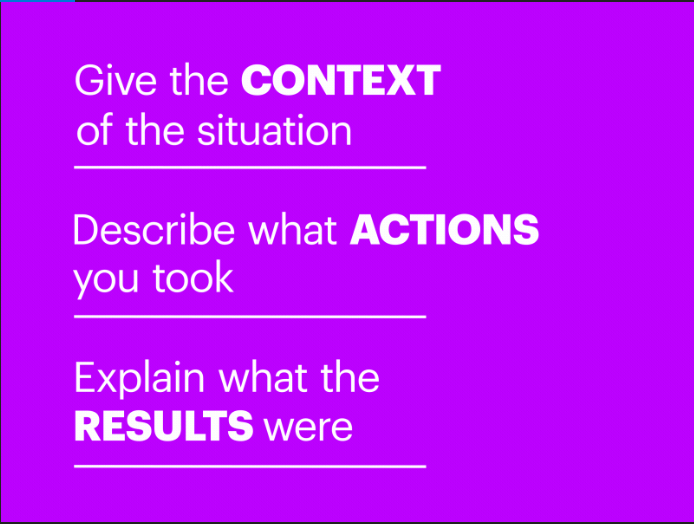 Give the CONTEXT
of the situation
Describe what ACTIONS
you took
Explain what the
RESULTS were